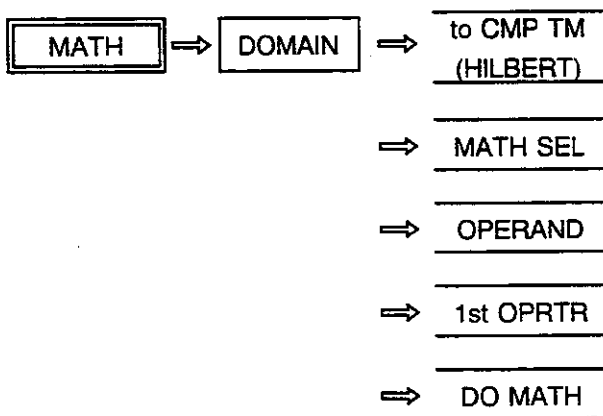 MATH ⇒ DOMAIN ⇒ to CMP TM
(HILBERT)
⇒ MATH SEL
⇒ OPERAND
⇒ 1st OPRTR
⇒ DO MATH